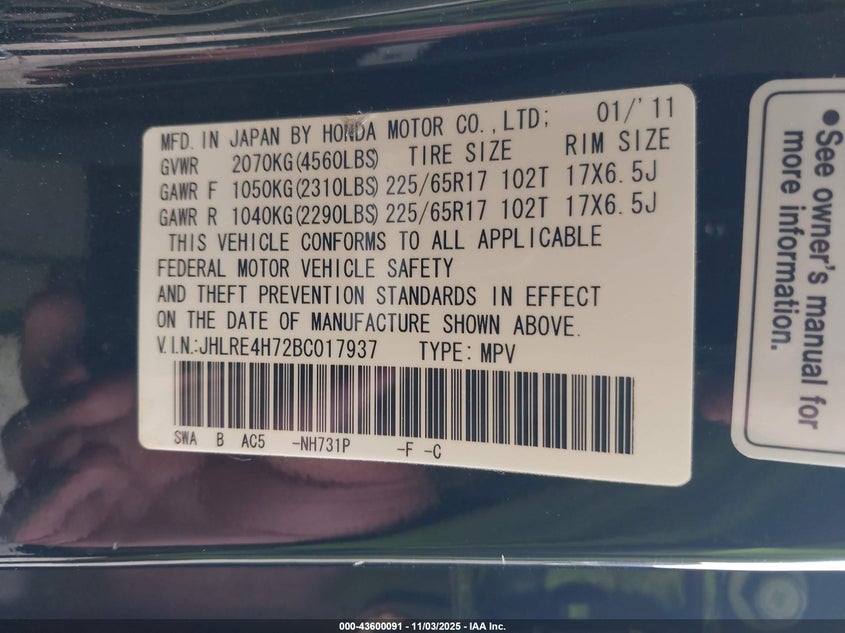 MFD. IN JAPAN BY HONDA MOTOR CO., LTD; 01/'11
GVWR 2070KG(4560LBS) TIRE SIZE RIM SIZE
GAWR F 1050KG(2310LBS) 225/65R17 102T 17X6.5J
GAWR R 1040KG(2290LBS) 225/65R17 102T 17X6.5J
THIS VEHICLE CONFORMS TO ALL APPLICABLE
FEDERAL MOTOR VEHICLE SAFETY
AND THEFT PREVENTION STANDARDS IN EFFECT
ON THE DATE OF MANUFACTURE SHOWN ABOVE.
V.I.N.:JHLRE4H72BC017937 TYPE: MPV
SWA B AC5 -NH731P -F -C
•See owner's manual for
more information.
000-43600091 - 11/03/2025 - IAA Inc.